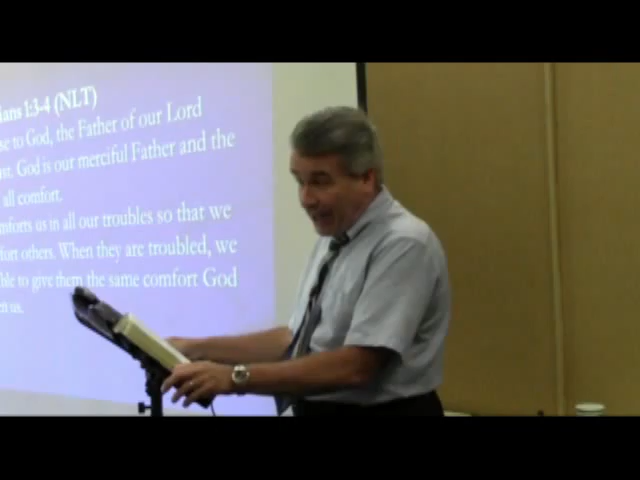 ians 1:3-4 (NLT)
se to God, the Father of our Lord
ist. God is our merciful Father and the
all comfort.
mforts us in all our troubles so that we
fort others. When they are troubled, we
ble to give them the same comfort God
en us.